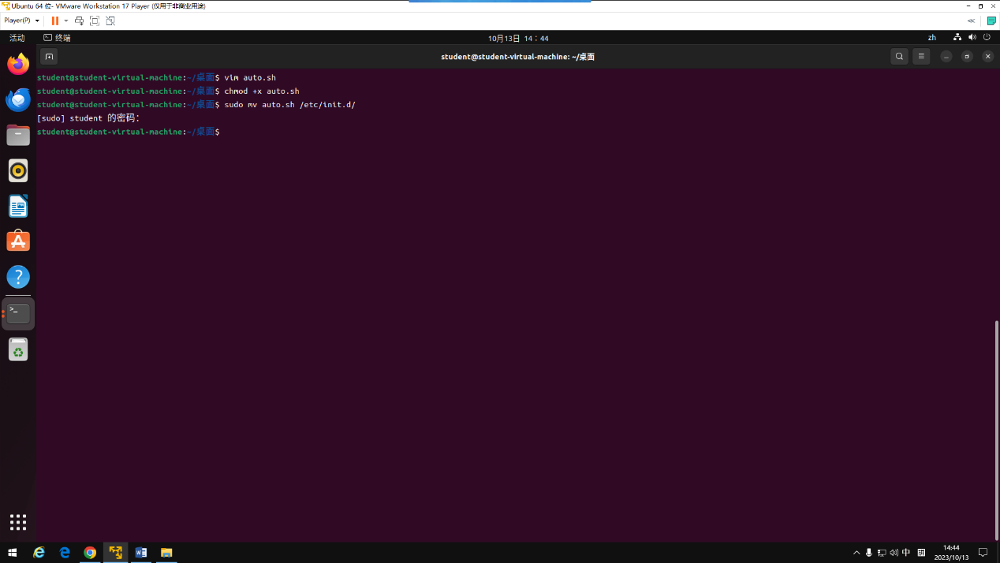 Ubuntu 64 位- VMware Workstation 17 Player (仅用于非商业用途)
Player(P)
活动 终端 10月13日 14：44 zh
student@student-virtual-machine: ~/桌面
student@student-virtual-machine:~/桌面$ vim auto.sh
student@student-virtual-machine:~/桌面$ chmod +x auto.sh
student@student-virtual-machine:~/桌面$ sudo mv auto.sh /etc/init.d/
[sudo] student 的密码：
student@student-virtual-machine:~/桌面$
中 14:44
2023/10/13